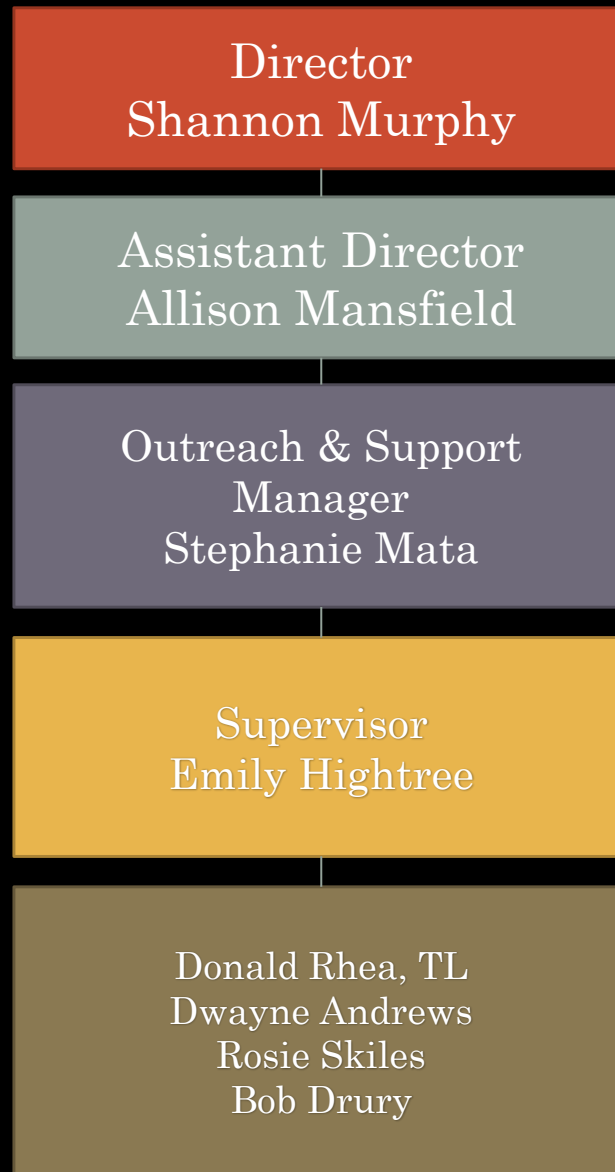 Director
Shannon Murphy
Assistant Director
Allison Mansfield
Outreach & Support
Manager
Stephanie Mata
Supervisor
Emily Hightree
Donald Rhea, TL
Dwayne Andrews
Rosie Skiles
Bob Drury